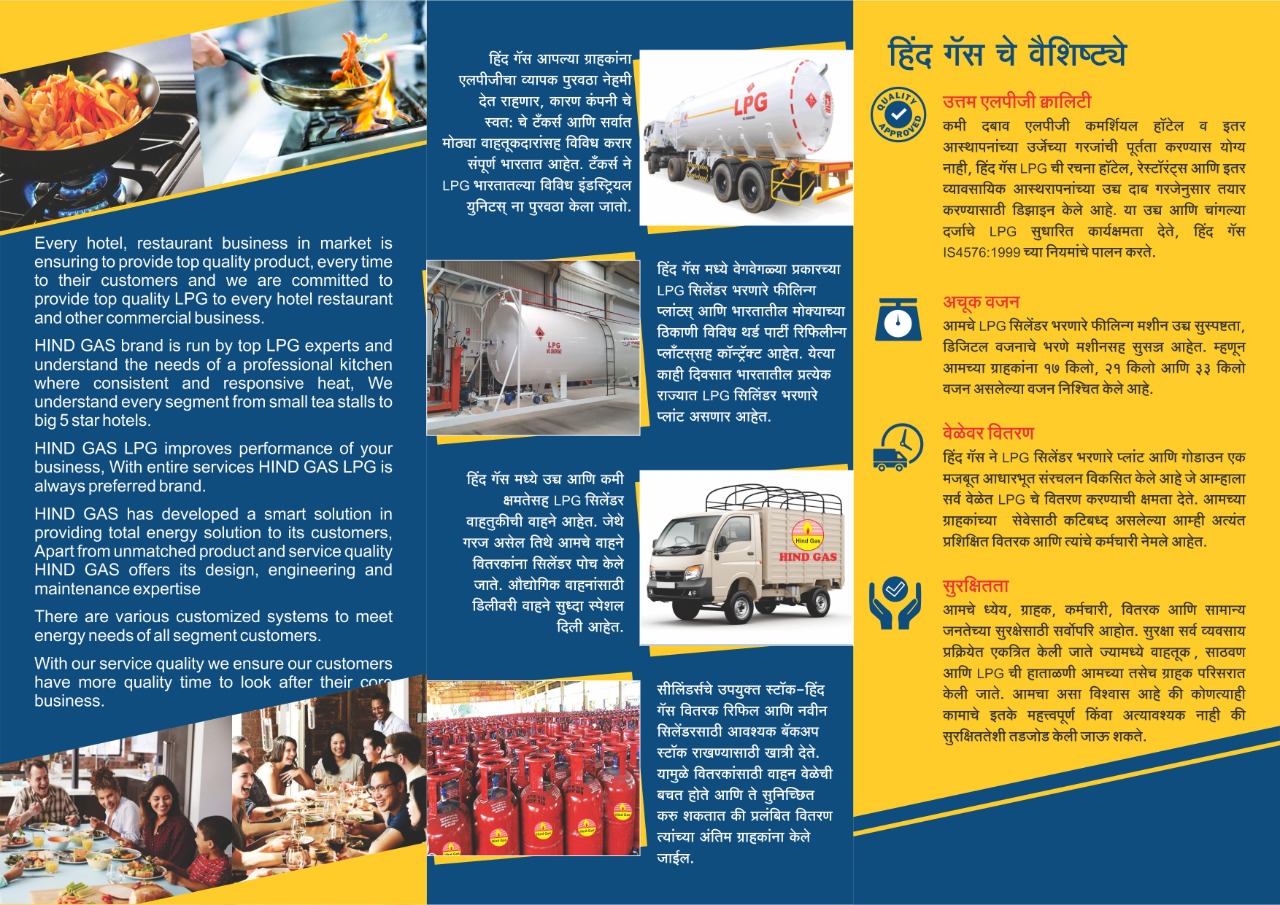 Every hotel, restaurant business in market is
ensuring to provide top quality product, every time
to their customers and we are committed to
provide top quality LPG to every hotel restaurant
and other commercial business.
HIND GAS brand is run by top LPG experts and
understand the needs of a professional kitchen
where consistent and responsive heat, We
understand every segment from small tea stalls to
big 5 star hotels.
HIND GAS LPG improves performance of your
business, With entire services HIND GAS LPG is
always preferred brand.
HIND GAS has developed a smart solution in
providing total energy solution to its customers,
Apart from unmatched product and service quality
HIND GAS offers its design, engineering and
maintenance expertise
There are various customized systems to meet
energy needs of all segment customers.
With our service quality we ensure our customers
have more quality time to look after their core
business.
हिंद गॅस आपल्या ग्राहकांना
एलपीजीचा व्यापक पुरवठा नेहमी
देत राहणार, कारण कंपनी चे
स्वत: चे टँकर्स आणि सर्वात
मोठ्या वाहतूकदारांसह विविध करार
संपूर्ण भारतात आहेत. टँकर्स ने
LPG भारतातल्या विविध इंडस्ट्रियल
युनिटस् ना पुरवठा केला जातो.
LPG
हिंद गॅस मध्ये वेगवेगळ्या प्रकारच्या
LPG सिलेंडर भरणारे फीलिन्ग
प्लांटस् आणि भारतातील मोक्याच्या
ठिकाणी विविध थर्ड पार्टी रिफिलीन्ग
प्लाँटससह कॉन्ट्रॅक्ट आहेत. येत्या
काही दिवसात भारतातील प्रत्येक
राज्यात LPG सिलिंडर भरणारे
प्लांट असणार आहेत.
LPG
हिंद गॅस मध्ये उच्च आणि कमी
क्षमतेसह LPG सिलेंडर
वाहतुकीची वाहने आहेत. जेथे
गरज असेल तिथे आमचे वाहने
वितरकांना सिलेंडर पोच केले
जाते. औद्योगिक वाहनांसाठी
डिलीवरी वाहने सुध्दा स्पेशल
दिली आहेत.
Hind Gas
HIND GAS
सीलिंडर्सचे उपयुक्त स्टॉक-हिंद
गॅस वितरक रिफिल आणि नवीन
सिलेंडरसाठी आवश्यक बॅकअप
स्टॉक राखण्यासाठी खात्री देते.
यामुळे वितरकांसाठी वाहन वेळेची
बचत होते आणि ते सुनिच्छित
करु शकतात की प्रलंबित वितरण
त्यांच्या अंतिम ग्राहकांना केले
जाईल.
Hind Gas
Hind Gas
Hind Gas
Hind Gas
हिंद गॅस चे वैशिष्ट्ये
QUALITY
APPROVED
उत्तम एलपीजी क्वालिटी
कमी दबाव एलपीजी कमर्शियल हॉटेल व इतर
आस्थापनांच्या उर्जेच्या गरजांची पूर्तता करण्यास योग्य
नाही, हिंद गॅस LPG ची रचना हॉटेल, रेस्टॉरंट्स आणि इतर
व्यावसायिक आस्थरापनांच्या उच्च दाब गरजेनुसार तयार
करण्यासाठी डिझाइन केले आहे. या उच्च आणि चांगल्या
दर्जाचे LPG सुधारित कार्यक्षमता देते, हिंद गॅस
IS4576:1999 च्या नियमांचे पालन करते.
अचूक वजन
आमचे LPG सिलेंडर भरणारे फीलिन्ग मशीन उच्च सुस्पष्टता,
डिजिटल वजनाचे भरणे मशीनसह सुसज्ज आहेत. म्हणून
आमच्या ग्राहकांना १७ किलो, २१ किलो आणि ३३ किलो
वजन असलेल्या वजन निश्चित केले आहे.
वेळेवर वितरण
हिंद गॅस ने LPG सिलेंडर भरणारे प्लांट आणि गोडाउन एक
मजबूत आधारभूत संरचलन विकसित केले आहे जे आम्हाला
सर्व वेळेत LPG चे वितरण करण्याची क्षमता देते. आमच्या
ग्राहकांच्या सेवेसाठी कटिबध्द असलेल्या आम्ही अत्यंत
प्रशिक्षित वितरक आणि त्यांचे कर्मचारी नेमले आहेत.
सुरक्षितता
आमचे ध्येय, ग्राहक, कर्मचारी, वितरक आणि सामान्य
जनतेच्या सुरक्षेसाठी सर्वोपरि आहोत. सुरक्षा सर्व व्यवसाय
प्रक्रियेत एकत्रित केली जाते ज्यामध्ये वाहतूक , साठवण
आणि LPG ची हाताळणी आमच्या तसेच ग्राहक परिसरात
केली जाते. आमचा असा विश्वास आहे की कोणत्याही
कामाचे इतके महत्त्वपूर्ण किंवा अत्यावश्यक नाही की
सुरक्षिततेशी तडजोड केली जाऊ शकते.